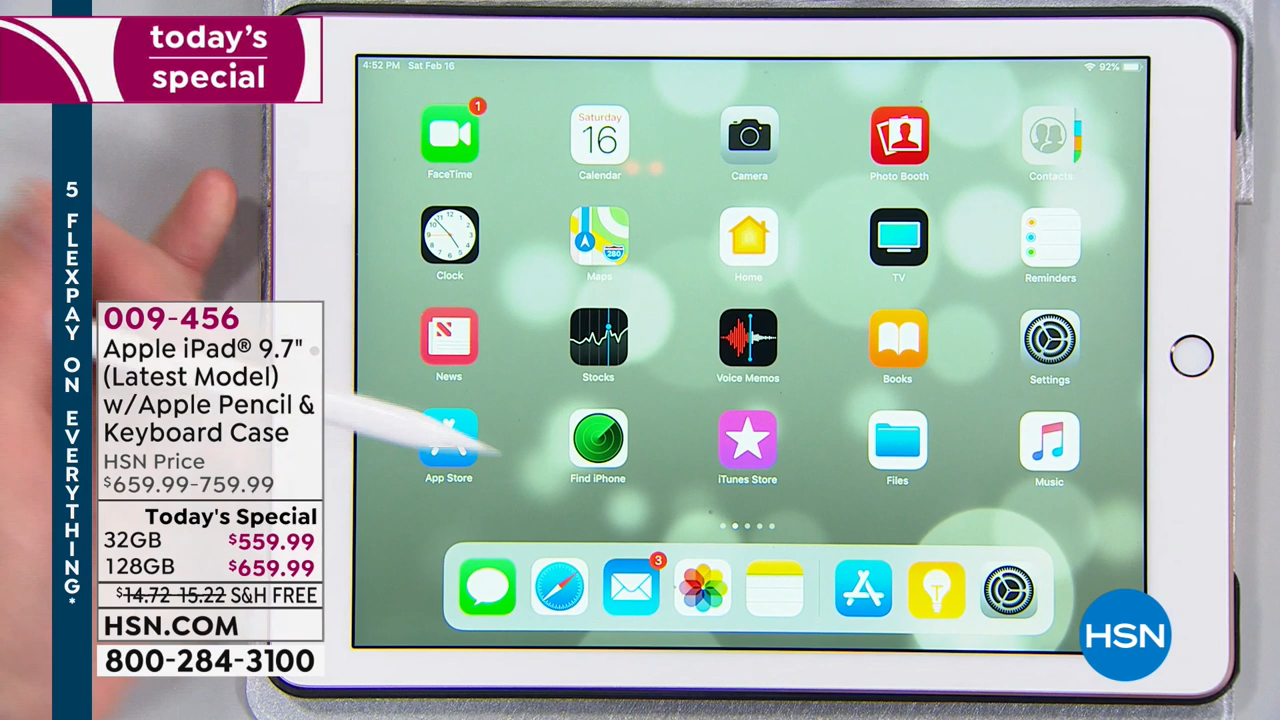 today's
special
5 FLEXPAY ON EVERYTHING*
009-456
Apple iPad® 9.7"
(Latest Model)
w/Apple Pencil &
Keyboard Case
HSN Price
$659.99-759.99
Today's Special
32GB $559.99
128GB $659.99
$14.72-15.22 S&H FREE
HSN.COM
800-284-3100
4:52 PM Sat Feb 16 92%
1
Saturday
16
FaceTime Calendar Camera Photo Booth Contacts
280
Clock Maps Home TV Reminders
News Stocks Voice Memos Books Settings
App Store Find iPhone iTunes Store Files Music
3
HSN